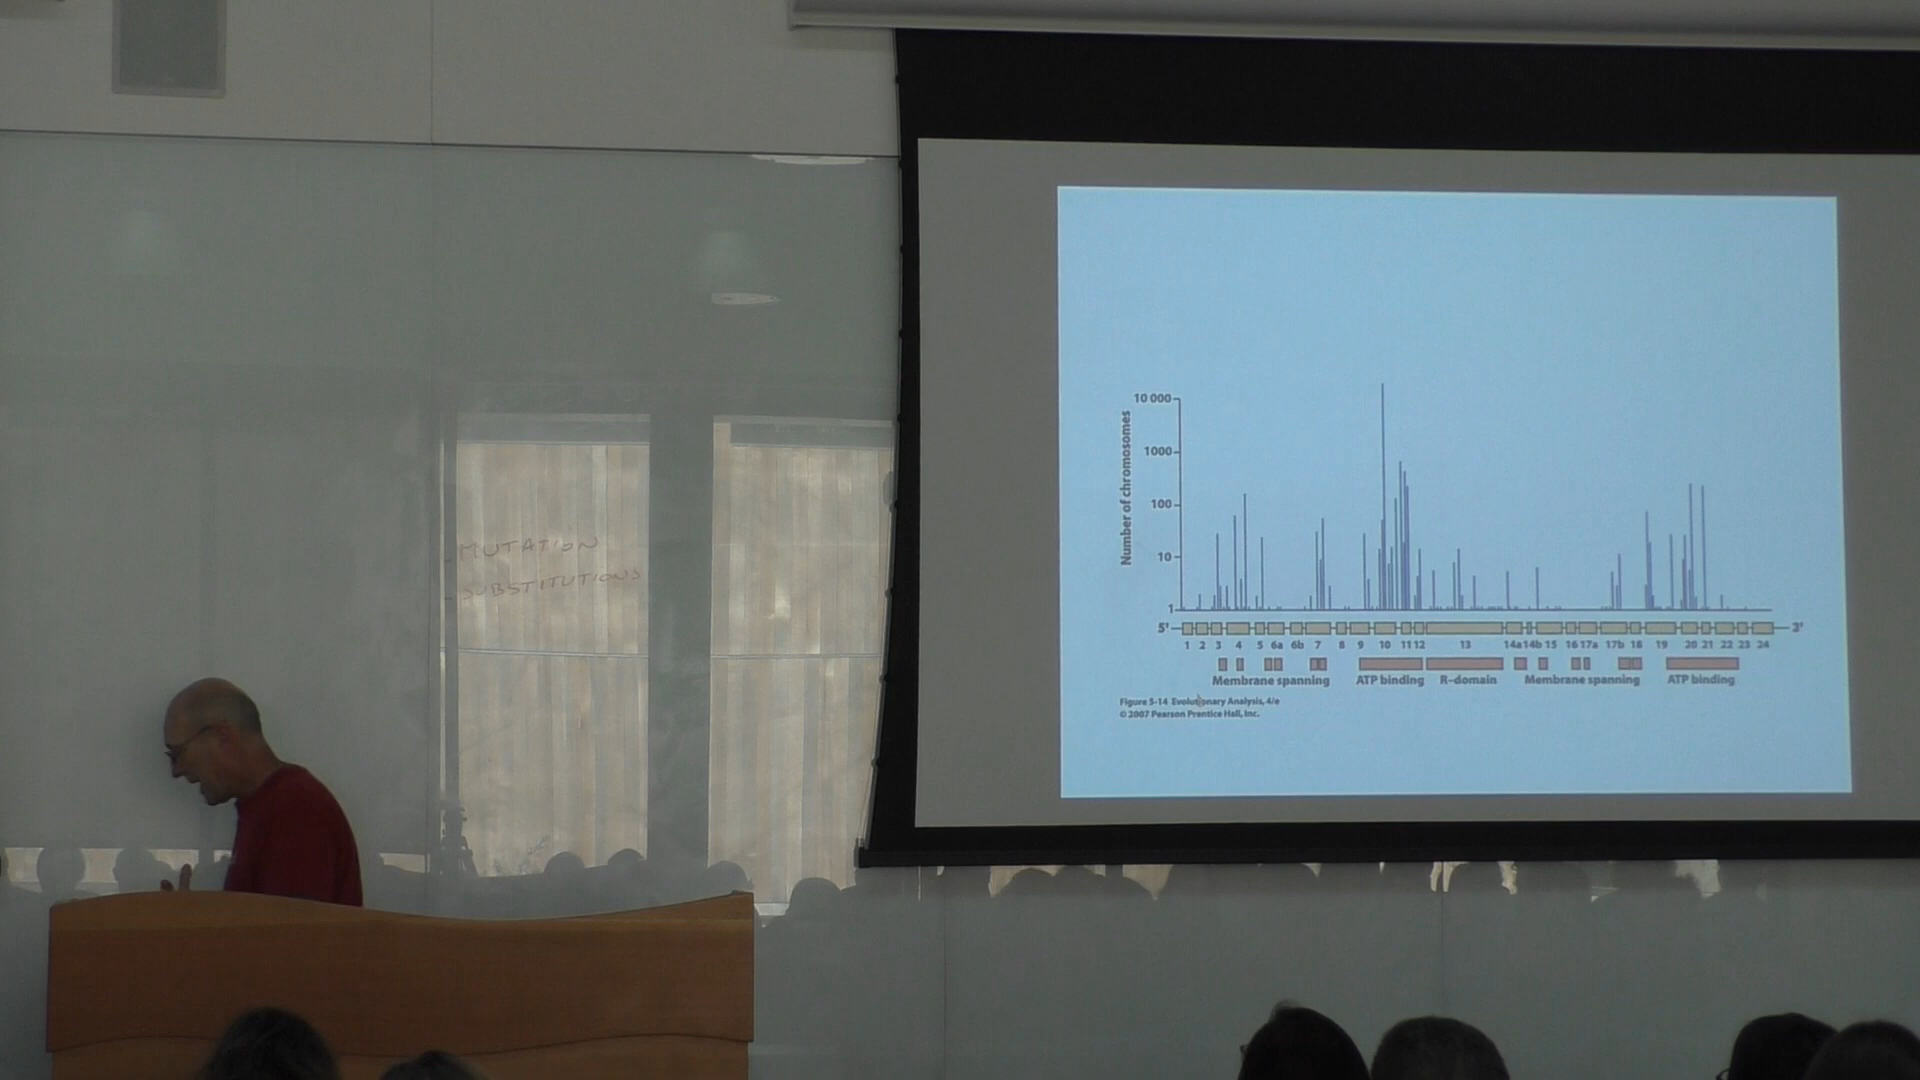 - MUTATION
- SUBSTITUTIONS
Number of chromosomes
10 000
1000
100
10
1
5' 3'
1 2 3 4 5 6a 6b 7 8 9 10 11 12 13 14a 14b 15 16 17a 17b 18 19 20 21 22 23 24
Membrane spanning ATP binding R-domain Membrane spanning ATP binding
Figure 5-14 Evolutionary Analysis, 4/e
© 2007 Pearson Prentice Hall, Inc.